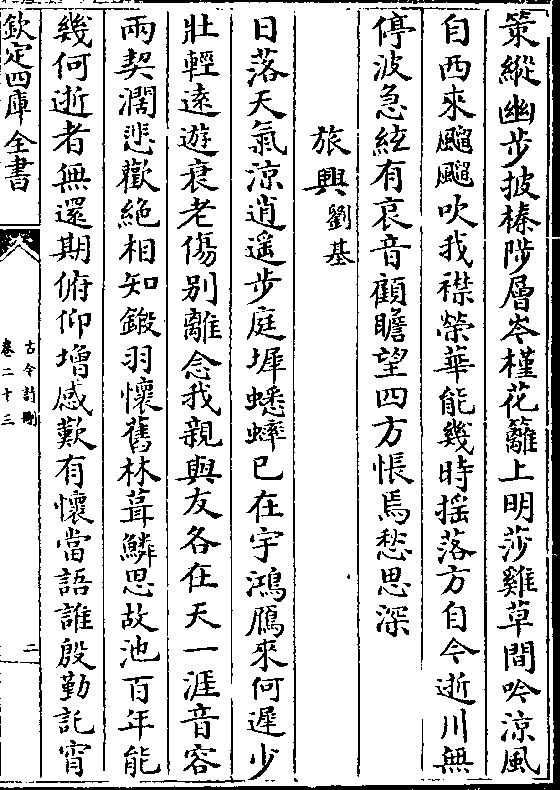 策縱幽步披榛陟層岑槿花籬上明莎雞草間吟涼風
自西來飀飀吹我襟榮華能幾時揺落方自今逝川無
停波急絃有哀音顧瞻望四方悵焉愁思深
旅興劉基
日落天氣涼逍遥步庭墀蟋蟀已在宇鴻鴈來何遲少
壯輕遠遊衰老傷别離念我親與友各在天一涯音容
兩契濶悲歡絶相知鍛羽懷舊林葺鱗思故池百年能
幾何逝者無還期俯仰增感歎有懷當語誰殷勤託宵
欽定四庫全書
古今詩刪
卷二十三
二